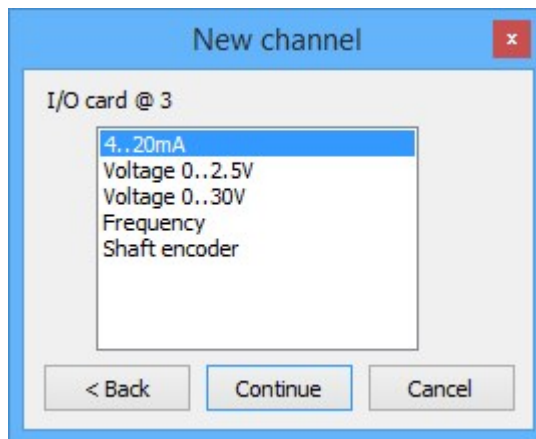 New channel
x
I/O card @ 3
4..20mA
Voltage 0..2.5V
Voltage 0..30V
Frequency
Shaft encoder
< Back
Continue
Cancel